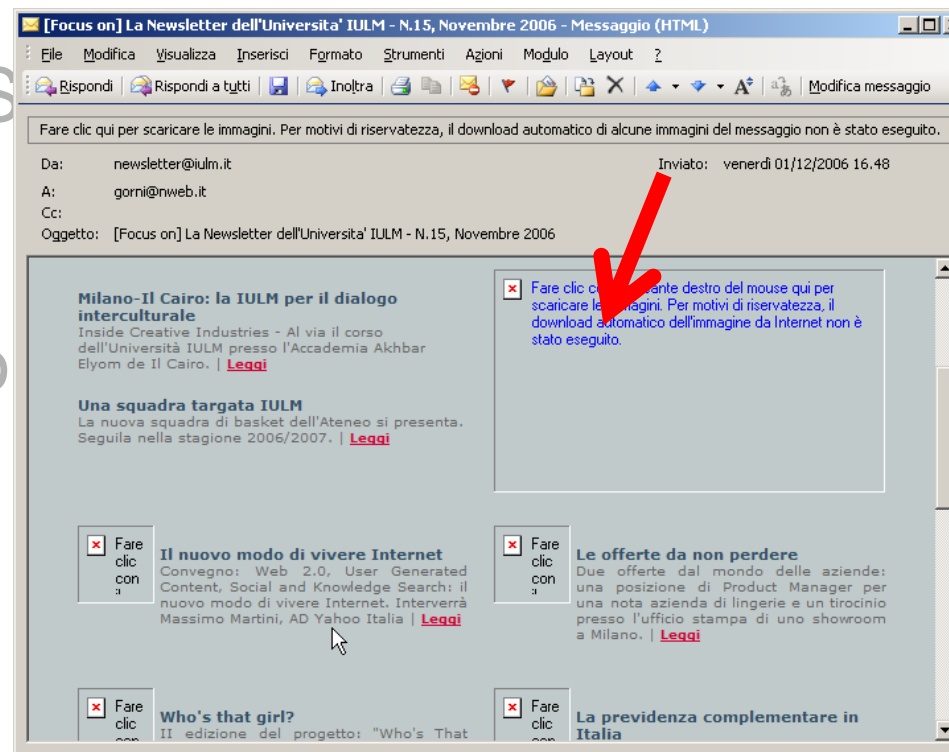 [Focus on] La Newsletter dell'Universita' IULM - N.15, Novembre 2006 - Messaggio (HTML)
File Modifica Visualizza Inserisci Formato Strumenti Azioni Modulo Layout ?
Rispondi Rispondi a tutti Inoltra Modifica messaggio
Fare clic qui per scaricare le immagini. Per motivi di riservatezza, il download automatico di alcune immagini del messaggio non è stato eseguito.
Da: newsletter@iulm.it Inviato: venerdì 01/12/2006 16.48
A: gorni@nweb.it
Cc:
Oggetto: [Focus on] La Newsletter dell'Universita' IULM - N.15, Novembre 2006
Milano-Il Cairo: la IULM per il dialogo
interculturale
Inside Creative Industries - Al via il corso
dell'Università IULM presso l'Accademia Akhbar
Elyom de Il Cairo. | Leggi
Una squadra targata IULM
La nuova squadra di basket dell'Ateneo si presenta.
Seguila nella stagione 2006/2007. | Leggi
Fare clic destro del mouse qui per
scaricare le Per motivi di riservatezza, il
download automatico dell'immagine da Internet non è
stato eseguito.
Fare
clic
con
Il nuovo modo di vivere Internet
Convegno: Web 2.0, User Generated
Content, Social and Knowledge Search: il
nuovo modo di vivere Internet. Interverrà
Massimo Martini, AD Yahoo Italia | Leggi
Fare
clic
con
Le offerte da non perdere
Due offerte dal mondo delle aziende:
una posizione di Product Manager per
una nota azienda di lingerie e un tirocinio
presso l'ufficio stampa di uno showroom
a Milano. | Leggi
Fare
clic
Who's that girl?
II edizione del progetto: "Who's That
Fare
clic
La previdenza complementare in
Italia